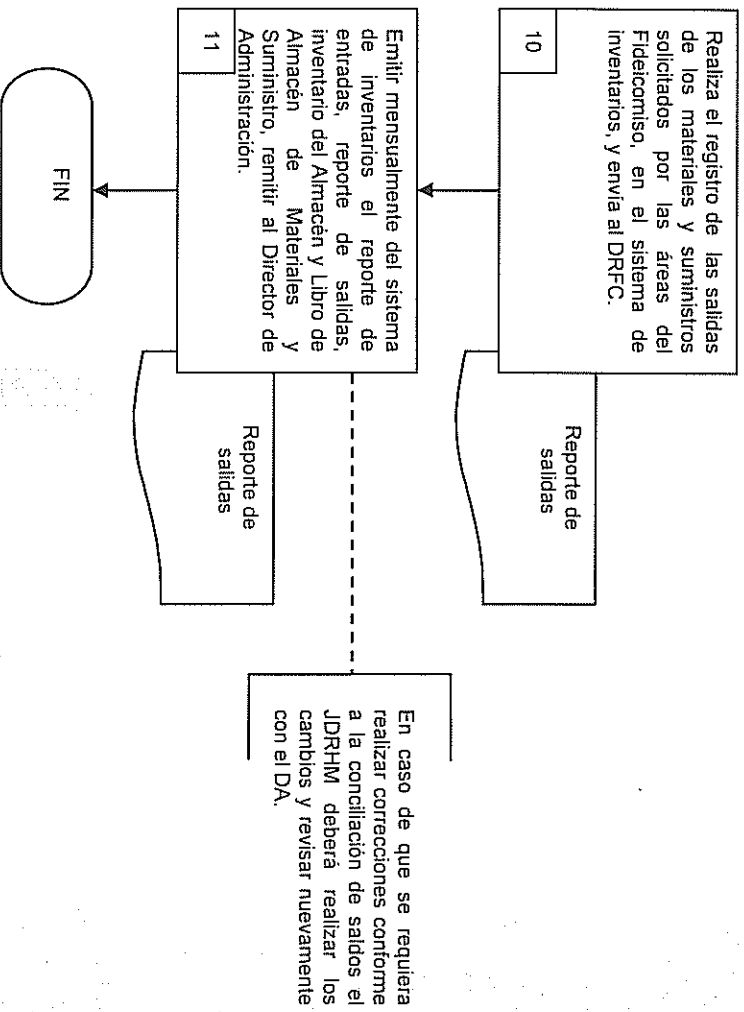 Realiza el registro de las salidas
de los materiales y suministros
solicitados por las áreas del
Fideicomiso, en el sistema de
inventarios, y envía al DRFC.
10
Reporte de
salidas
Emitir mensualmente del sistema
de inventarios el reporte de
entradas, reporte de salidas,
inventario del Almacén y Libro de
Almacén de Materiales y
Suministro, remitir al Director de
Administración.
11
Reporte de
salidas
En caso de que se requiera
realizar correcciones conforme
a la conciliación de saldos el
JDRHM deberá realizar los
cambios y revisar nuevamente
con el DA.
FIN